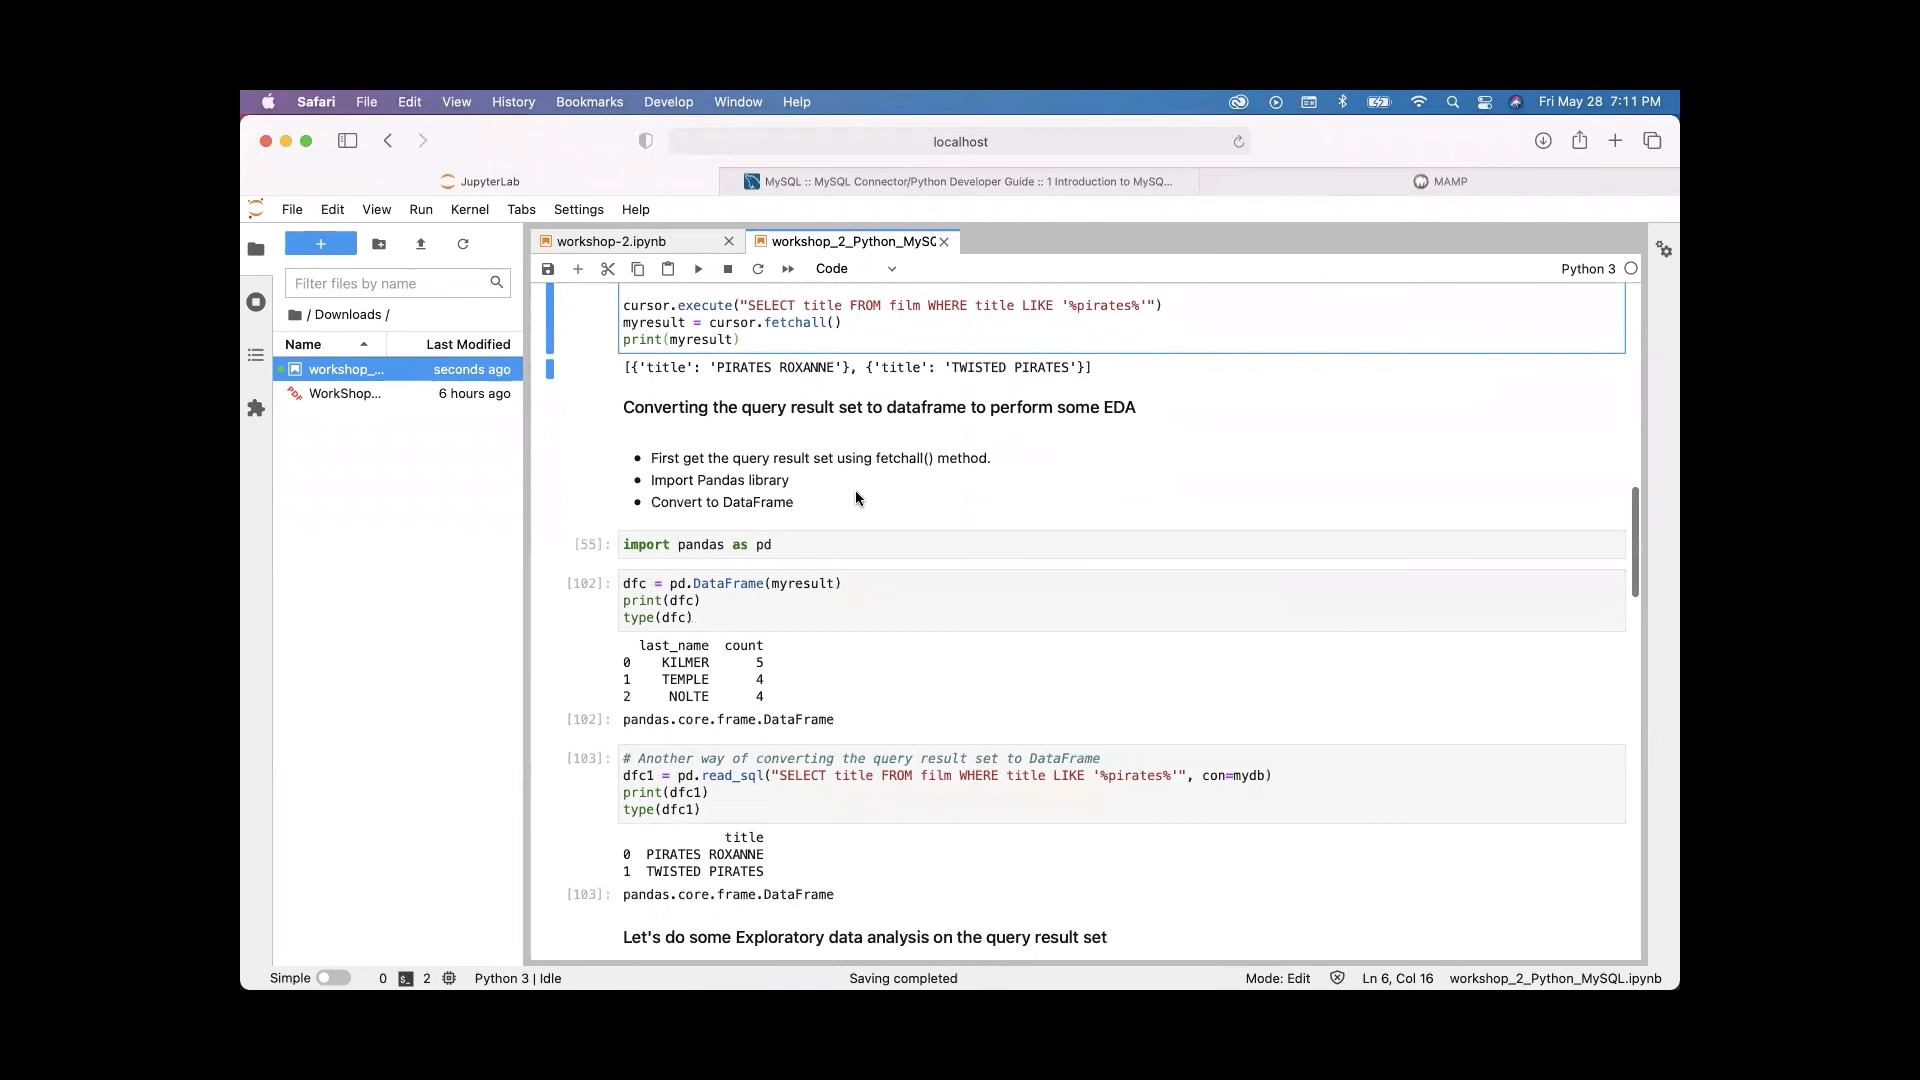 Safari File Edit View History Bookmarks Develop Window Help Fri May 28 7:11 PM
localhost
JupyterLab MySQL :: MySQL Connector/Python Developer Guide :: 1 Introduction to MySQ... MAMP
File Edit View Run Kernel Tabs Settings Help
workshop-2.ipynb workshop_2_Python_MySQ
Code Python 3
Filter files by name
/ Downloads /
Name Last Modified
workshop_... seconds ago
WorkShop... 6 hours ago
cursor.execute("SELECT title FROM film WHERE title LIKE '%pirates%'")
myresult = cursor.fetchall()
print(myresult)
[{'title': 'PIRATES ROXANNE'}, {'title': 'TWISTED PIRATES'}]
Converting the query result set to dataframe to perform some EDA
• First get the query result set using fetchall() method.
• Import Pandas library
• Convert to DataFrame
[55]: import pandas as pd
[102]: dfc = pd.DataFrame(myresult)
print(dfc)
type(dfc)
last_name count
0 KILMER 5
1 TEMPLE 4
2 NOLTE 4
[102]: pandas.core.frame.DataFrame
[103]: # Another way of converting the query result set to DataFrame
dfc1 = pd.read_sql("SELECT title FROM film WHERE title LIKE '%pirates%'", con=mydb)
print(dfc1)
type(dfc1)
title
0 PIRATES ROXANNE
1 TWISTED PIRATES
[103]: pandas.core.frame.DataFrame
Let's do some Exploratory data analysis on the query result set
Simple 0 2 Python 3 | Idle Saving completed Mode: Edit Ln 6, Col 16 workshop_2_Python_MySQL.ipynb